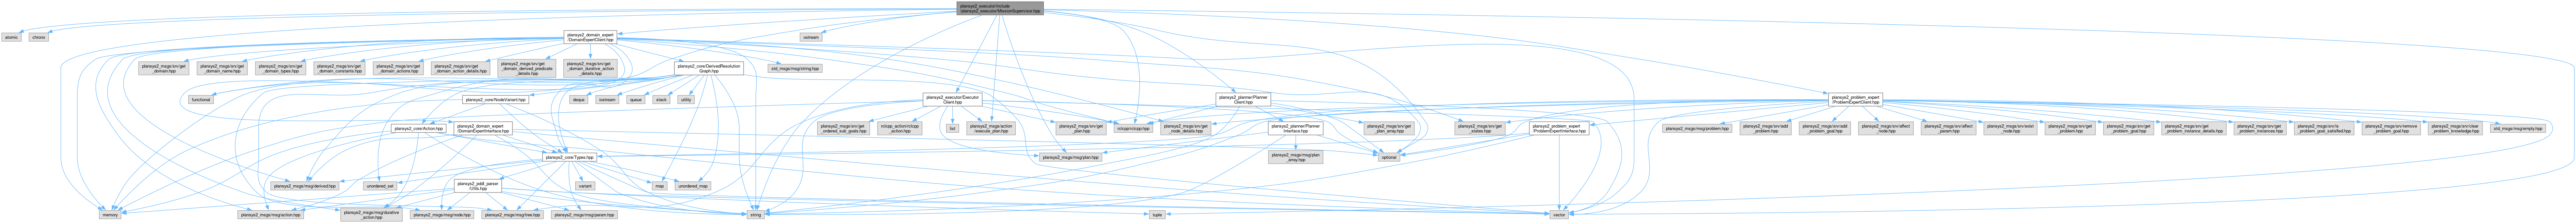 plansys2_executor/include
/plansys2_executor/MissionSupervisor.hpp
atomic
chrono
plansys2_domain_expert
/DomainExpertClient.hpp
ostream
plansys2_msgs/srv/get
_domain.hpp
plansys2_msgs/srv/get
_domain_name.hpp
plansys2_msgs/srv/get
_domain_types.hpp
plansys2_msgs/srv/get
_domain_constants.hpp
plansys2_msgs/srv/get
_domain_actions.hpp
plansys2_msgs/srv/get
_domain_action_details.hpp
plansys2_msgs/srv/get
_domain_derived_predicate
_details.hpp
plansys2_msgs/srv/get
_domain_durative_action
_details.hpp
plansys2_core/DerivedResolution
Graph.hpp
std_msgs/msg/string.hpp
functional
plansys2_core/NodeVariant.hpp
deque
iostream
queue
stack
utility
plansys2_executor/Executor
Client.hpp
plansys2_planner/Planner
Client.hpp
plansys2_problem_expert
/ProblemExpertClient.hpp
plansys2_core/Action.hpp
plansys2_domain_expert
/DomainExpertInterface.hpp
plansys2_msgs/srv/get
_ordered_sub_goals.hpp
rclcpp_action/rclcpp
_action.hpp
list
plansys2_msgs/action
/execute_plan.hpp
plansys2_msgs/srv/get
_plan.hpp
rclcpp/rclcpp.hpp
plansys2_msgs/srv/get
_node_details.hpp
plansys2_planner/Planner
Interface.hpp
plansys2_msgs/srv/get
_plan_array.hpp
plansys2_msgs/srv/get
_states.hpp
plansys2_problem_expert
/ProblemExpertInterface.hpp
plansys2_msgs/msg/problem.hpp
plansys2_msgs/srv/add
_problem.hpp
plansys2_msgs/srv/add
_problem_goal.hpp
plansys2_msgs/srv/affect
_node.hpp
plansys2_msgs/srv/affect
_param.hpp
plansys2_msgs/srv/exist
_node.hpp
plansys2_msgs/srv/get
_problem.hpp
plansys2_msgs/srv/get
_problem_goal.hpp
plansys2_msgs/srv/get
_problem_instance_details.hpp
plansys2_msgs/srv/get
_problem_instances.hpp
plansys2_msgs/srv/is
_problem_goal_satisfied.hpp
plansys2_msgs/srv/remove
_problem_goal.hpp
plansys2_msgs/srv/clear
_problem_knowledge.hpp
std_msgs/msg/empty.hpp
plansys2_core/Types.hpp
plansys2_msgs/msg/plan.hpp
plansys2_msgs/msg/plan
_array.hpp
optional
plansys2_msgs/msg/derived.hpp
unordered_set
plansys2_pddl_parser
/Utils.hpp
variant
map
unordered_map
memory
plansys2_msgs/msg/action.hpp
plansys2_msgs/msg/durative
_action.hpp
plansys2_msgs/msg/node.hpp
plansys2_msgs/msg/tree.hpp
plansys2_msgs/msg/param.hpp
string
tuple
vector